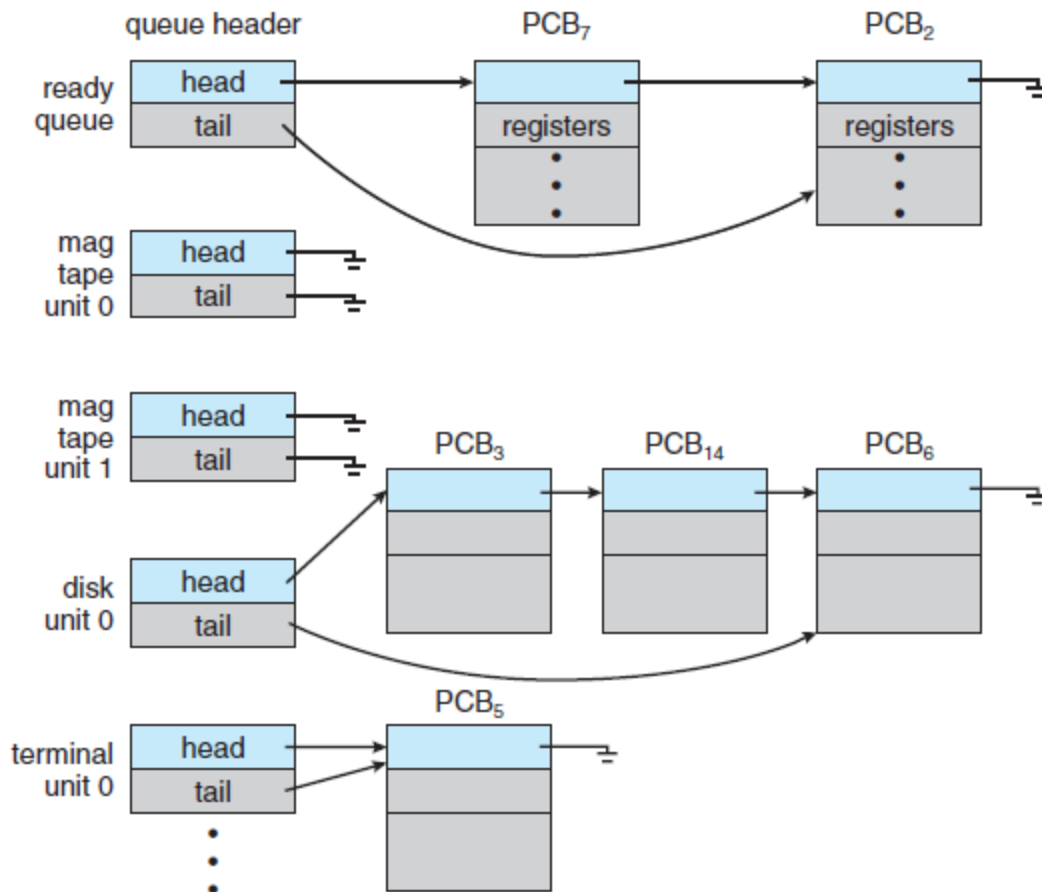 queue header PCB₇ PCB₂
ready
queue
head
tail
registers
registers
mag
tape
unit 0
head
tail
mag
tape
unit 1
head
tail
PCB₃ PCB₁₄ PCB₆
disk
unit 0
head
tail
PCB₅
terminal
unit 0
head
tail